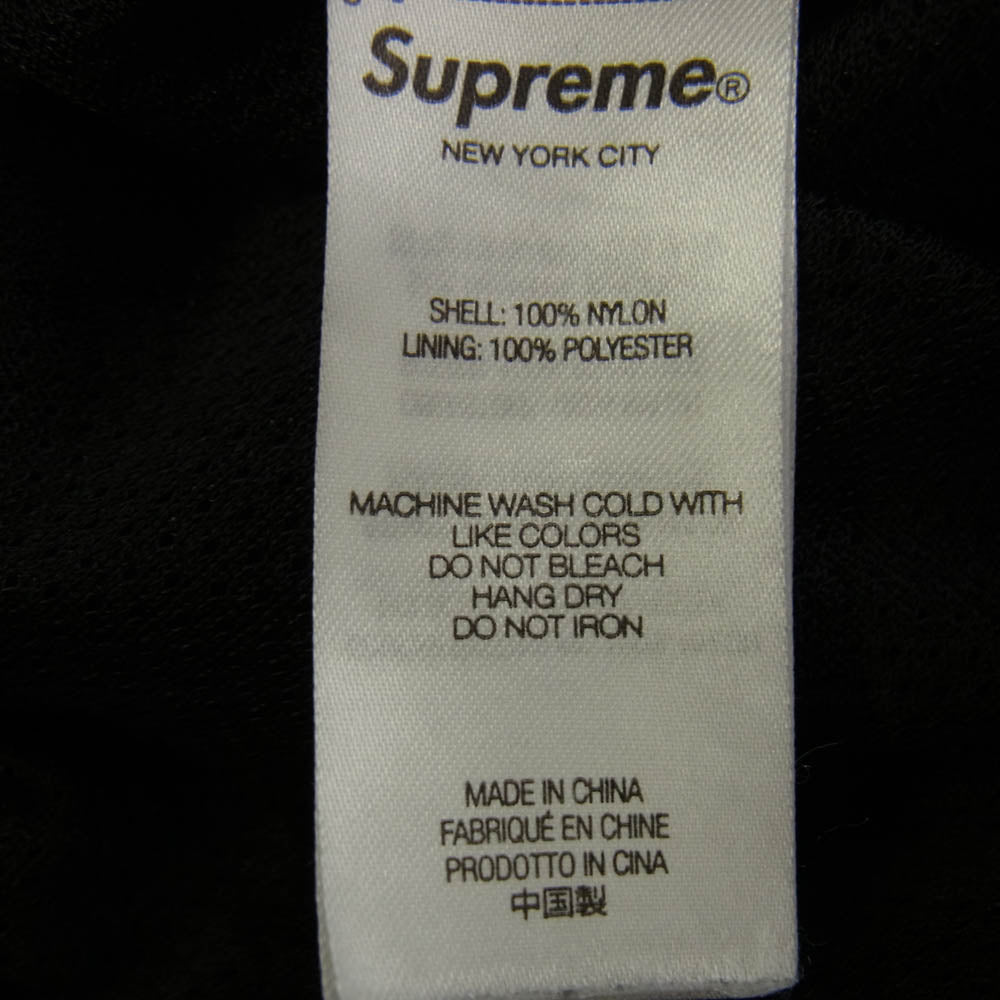 Supreme®
NEW YORK CITY
SHELL: 100% NYLON
LINING: 100% POLYESTER
MACHINE WASH COLD WITH
LIKE COLORS
DO NOT BLEACH
HANG DRY
DO NOT IRON
MADE IN CHINA
FABRIQUÉ EN CHINE
PRODOTTO IN CINA
中国製